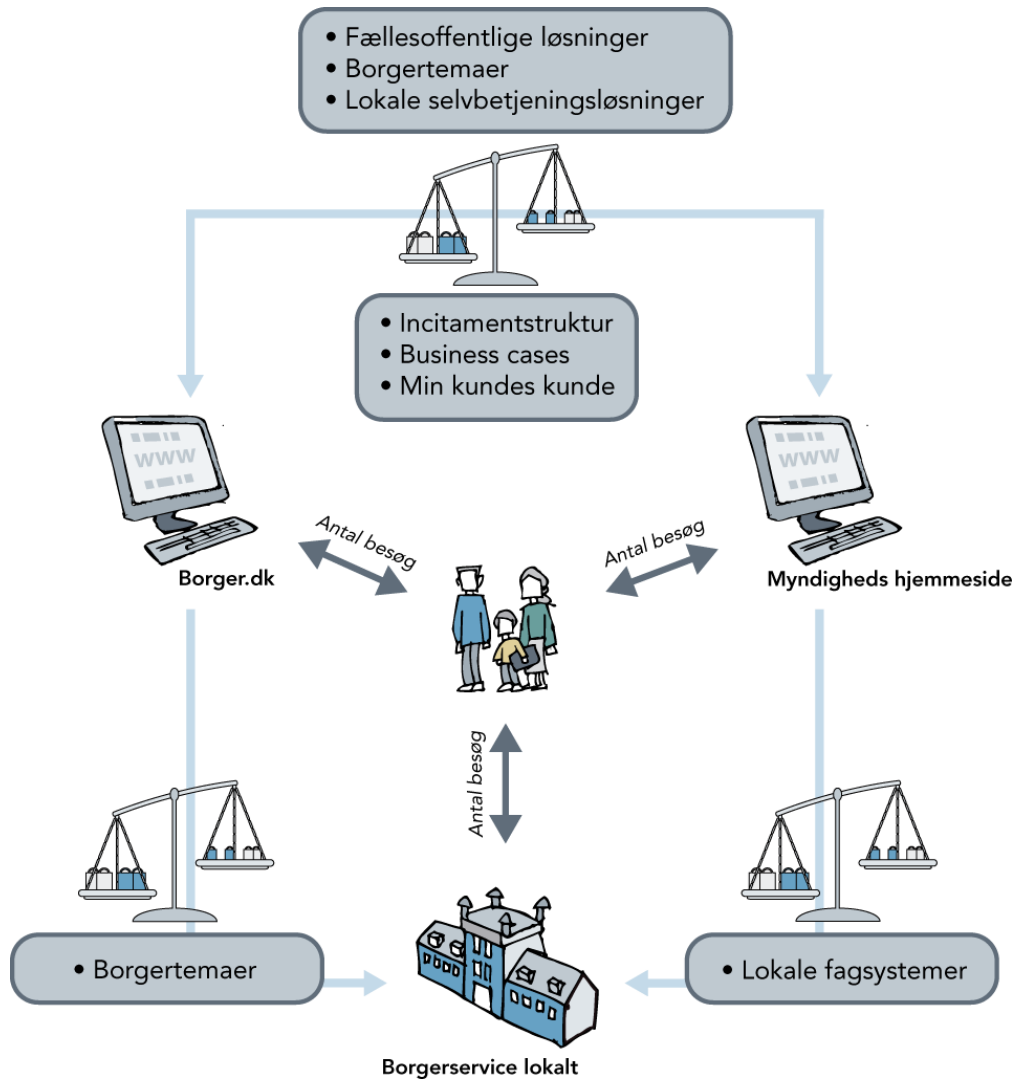 • Fællesoffentlige løsninger
• Borgertemaer
• Lokale selvbetjeningsløsninger
• Incitamentstruktur
• Business cases
• Min kundes kunde
www
www
Antal besøg
Antal besøg
Borger.dk
Myndigheds hjemmeside
Antal besøg
• Borgertemaer
• Lokale fagsystemer
Borgerservice lokalt